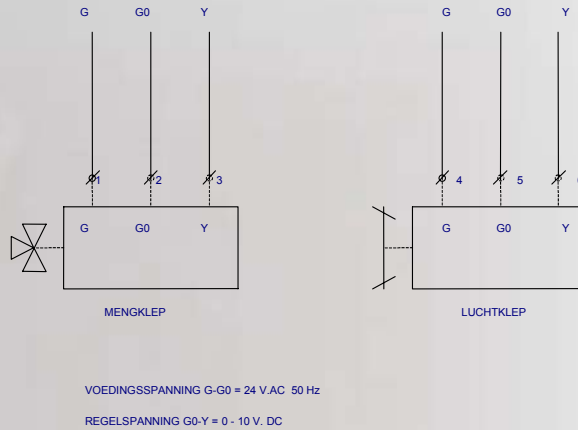 G G0 Y G G0 Y
1 2 3 4 5
G G0 Y G G0 Y
MENGKLEP LUCHTKLEP
VOEDINGSSPANNING G-G0 = 24 V.AC 50 Hz
REGELSPANNING G0-Y = 0 - 10 V. DC